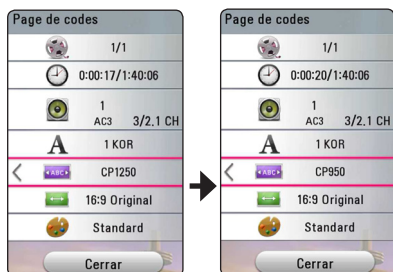 Page de codes
1/1
0:00:17/1:40:06
1
AC3 3/2.1 CH
A 1 KOR
ABC CP1250
16:9 Original
Standard
Cerrar
Page de codes
1/1
0:00:20/1:40:06
1
AC3 3/2.1 CH
A 1 KOR
ABC CP950
16:9 Original
Standard
Cerrar